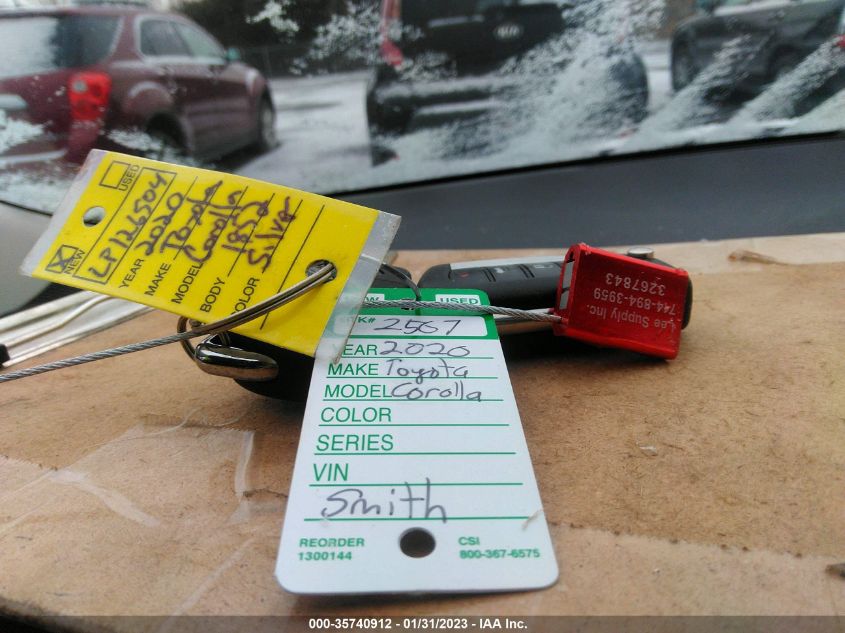 USED
NEW
LP126504
YEAR 2020
MAKE Toyota
MODEL Corolla
BODY 1852
COLOR Silver
Lee Supply Inc.
744-894-3959
3267843
NEW USED
STK# 2567
YEAR 2020
MAKE Toyota
MODEL Corolla
COLOR
SERIES
VIN
Smith
REORDER
1300144
CSI
800-367-6575
000-35740912 - 01/31/2023 - IAA Inc.